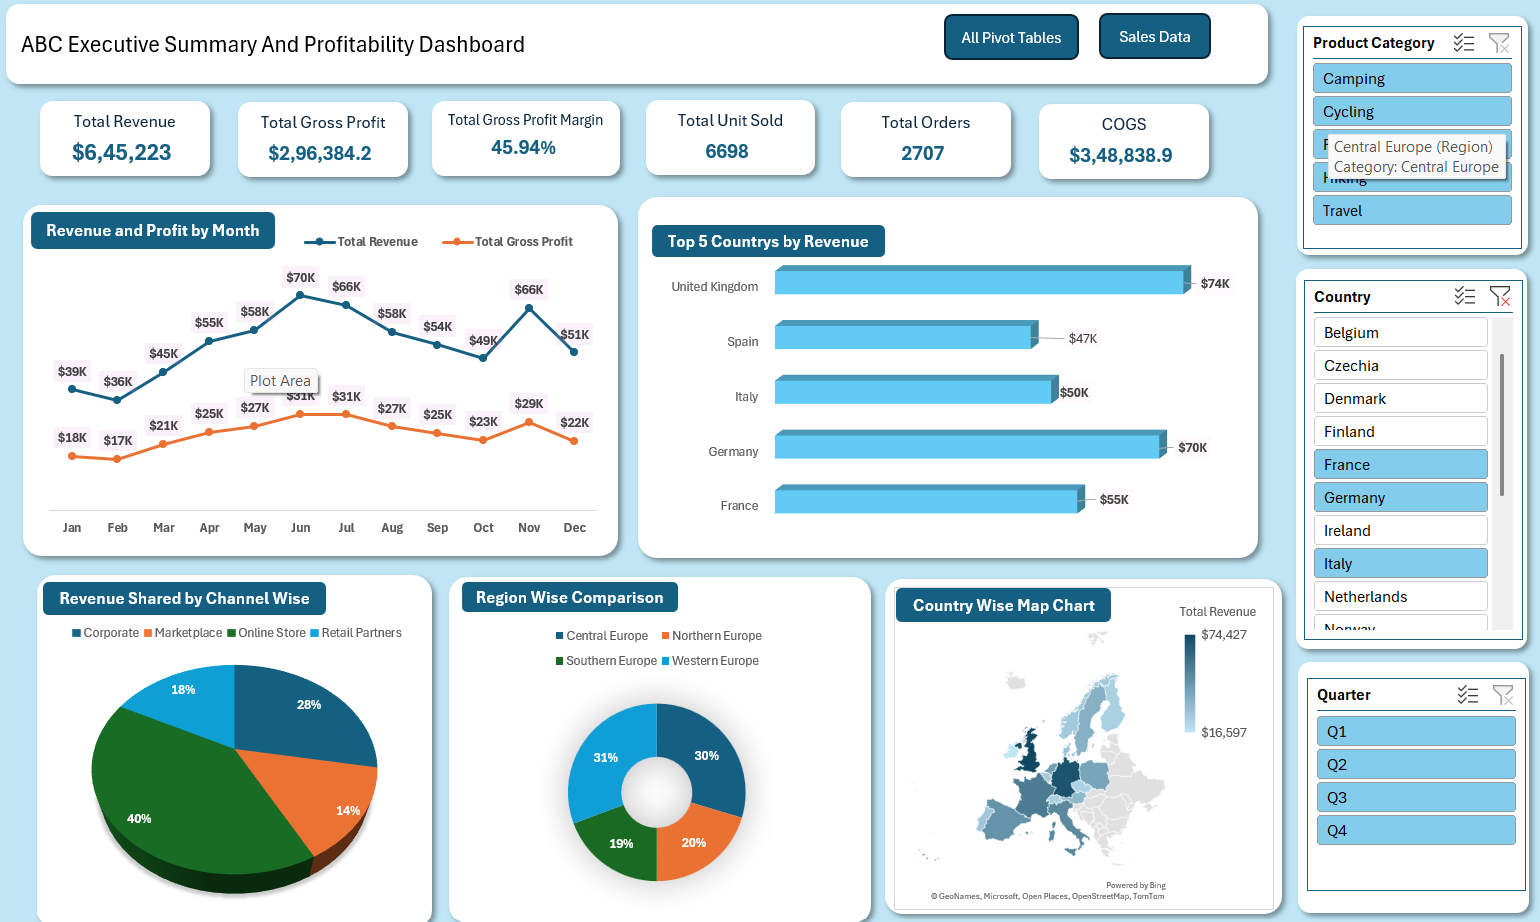 ABC Executive Summary And Profitability Dashboard
All Pivot Tables
Sales Data
Total Revenue
$6,45,223
Total Gross Profit
$2,96,384.2
Total Gross Profit Margin
45.94%
Total Unit Sold
6698
Total Orders
2707
COGS
$3,48,838.9
Revenue and Profit by Month
Total Revenue
Total Gross Profit
$39K
$36K
$45K
$55K
$58K
$70K
$66K
$58K
$54K
$49K
$66K
$51K
Plot Area
$18K
$17K
$21K
$25K
$27K
$31K
$31K
$27K
$25K
$23K
$29K
$22K
Jan Feb Mar Apr May Jun Jul Aug Sep Oct Nov Dec
Top 5 Countrys by Revenue
United Kingdom $74K
Spain $47K
Italy $50K
Germany $70K
France $55K
Revenue Shared by Channel Wise
Corporate Marketplace Online Store Retail Partners
18%
28%
40%
14%
Region Wise Comparison
Central Europe Northern Europe
Southern Europe Western Europe
31%
30%
19%
20%
Country Wise Map Chart
Total Revenue
$74,427
$16,597
Powered by Bing
© GeoNames, Microsoft, Open Places, OpenStreetMap, TomTom
Product Category
Camping
Cycling
Central Europe (Region)
Category: Central Europe
Hiking
Travel
Country
Belgium
Czechia
Denmark
Finland
France
Germany
Ireland
Italy
Netherlands
Norway
Quarter
Q1
Q2
Q3
Q4